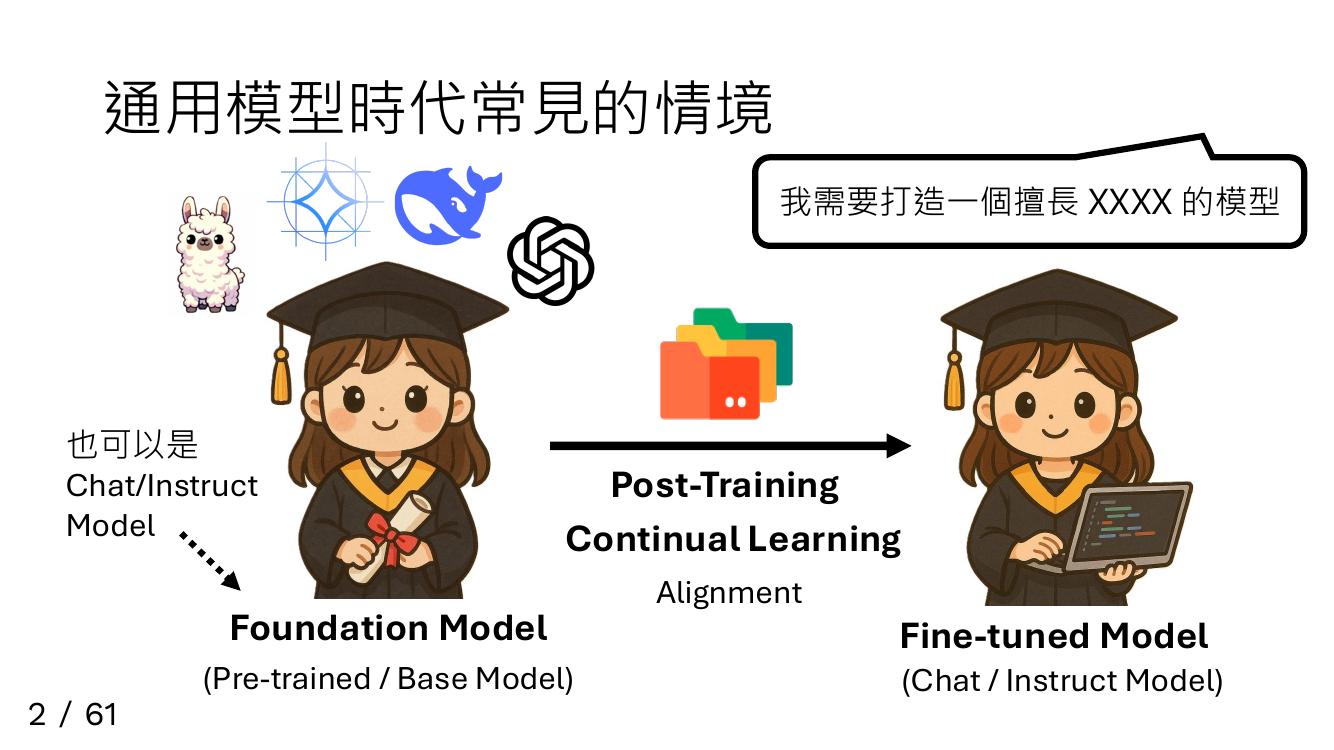 通用模型時代常見的情境
我需要打造一個擅長 XXXX 的模型
也可以是
Chat/Instruct
Model
Post-Training
Continual Learning
Alignment
Foundation Model
(Pre-trained / Base Model)
Fine-tuned Model
(Chat / Instruct Model)
2 / 61